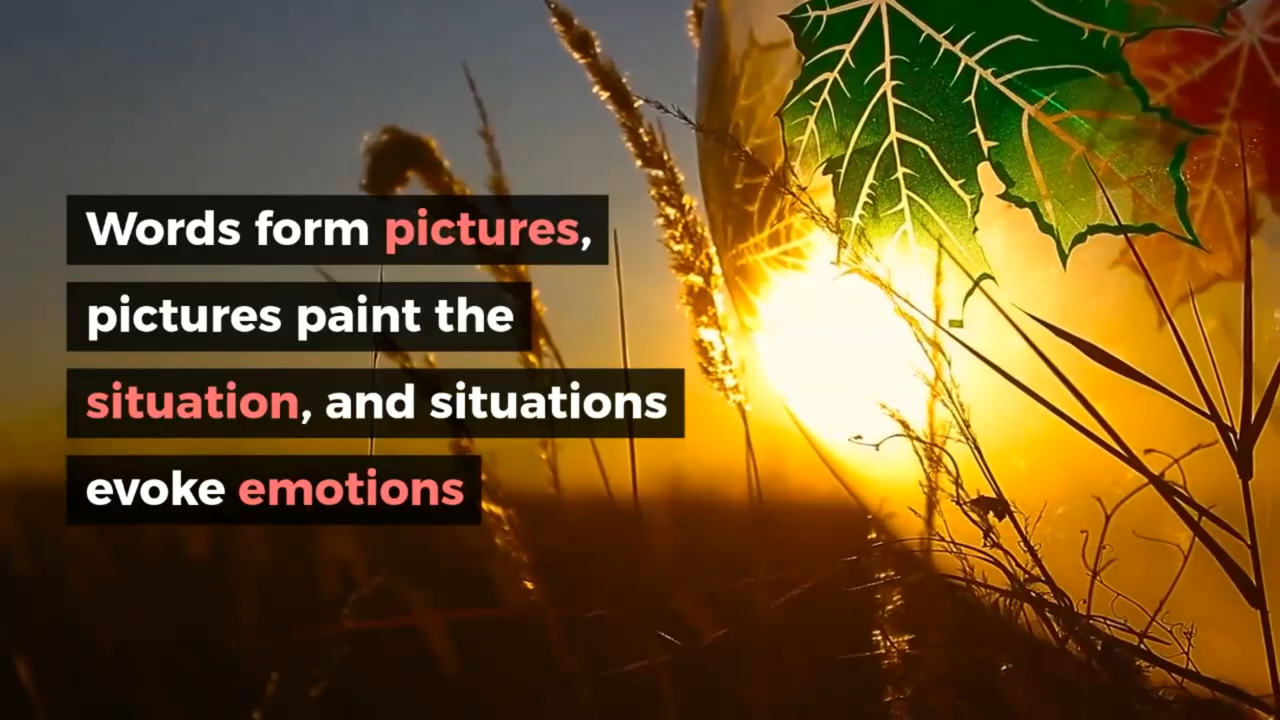 Words form pictures,
pictures paint the
situation, and situations
evoke emotions